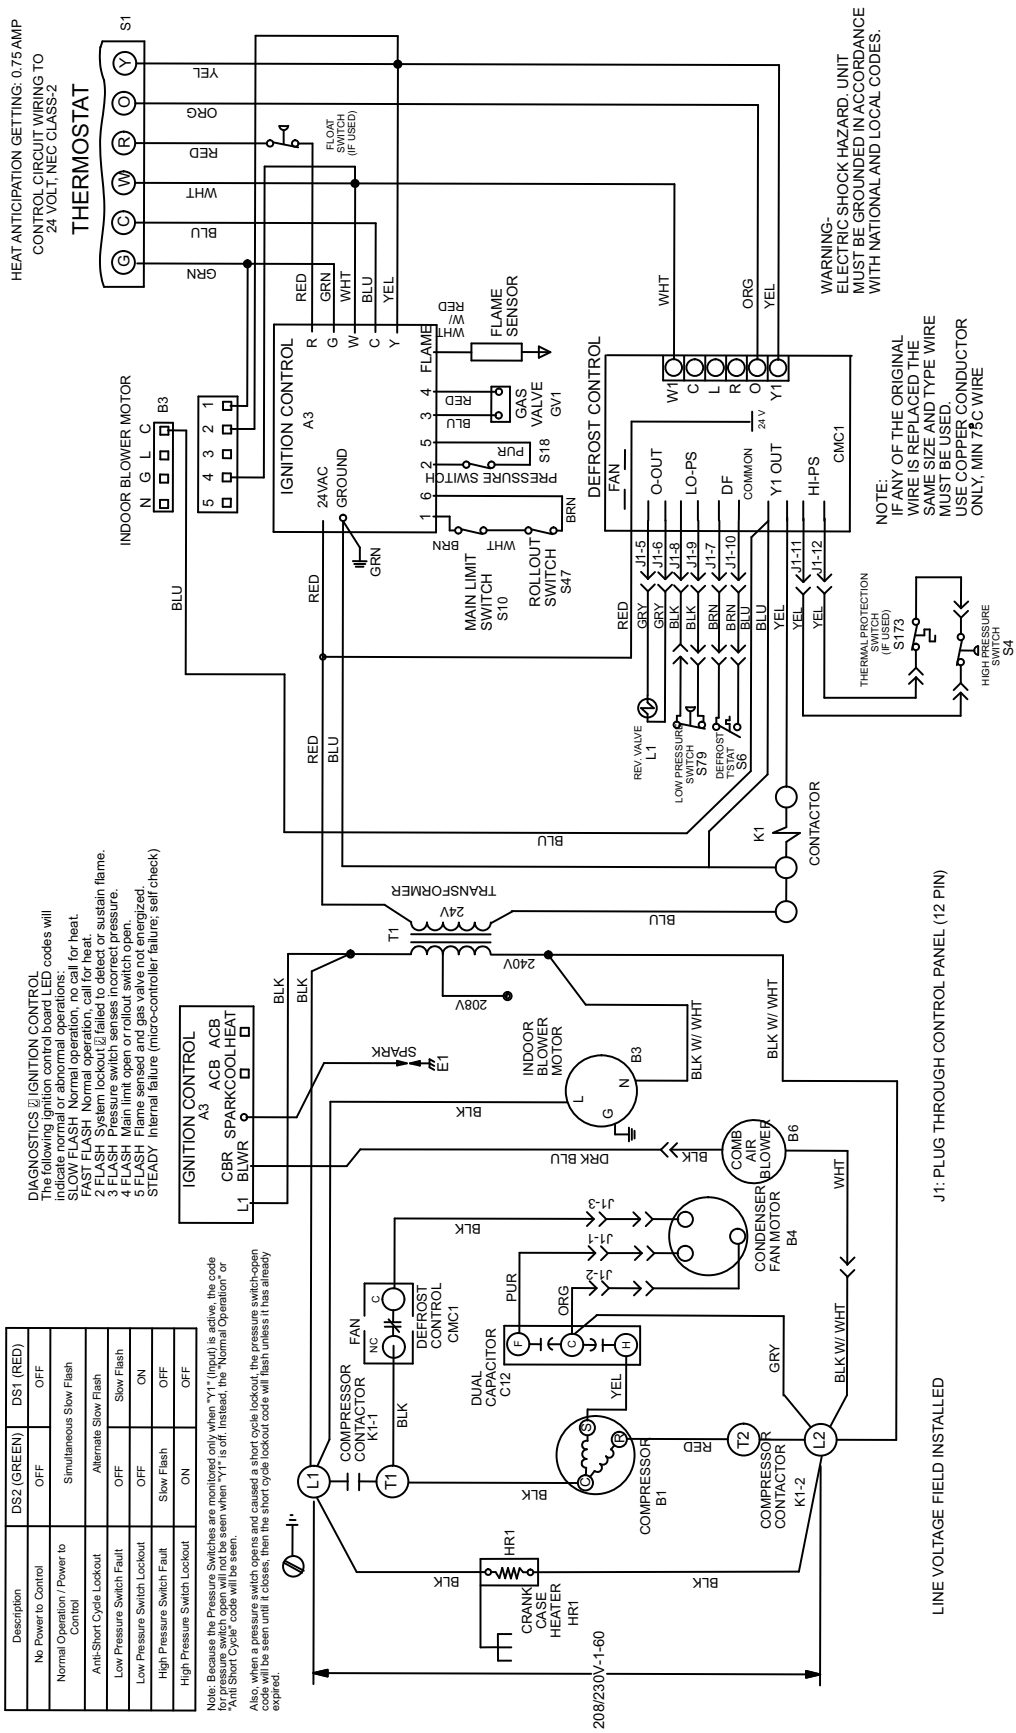 Description
DS2 (GREEN)
DS1 (RED)
No Power to Control
OFF
OFF
Normal Operation / Power to
Control
Simultaneous Slow Flash
Anti-Short Cycle Lockout
Alternate Slow Flash
Low Pressure Switch Fault
OFF
Slow Flash
Low Pressure Switch Lockout
OFF
ON
High Pressure Switch Fault
Slow Flash
OFF
High Pressure Switch Lockout
ON
OFF
Note: Because the Pressure Switches are monitored only when "Y1" (Input) is active, the code
for pressure switch open will not be seen when "Y1" is off. Instead, the "Normal Operation" or
"Anti Short Cycle" code will be seen.
Also, when a pressure switch opens and caused a short cycle lockout, the pressure switch-open
code will be seen until it closes, then the short cycle lockout code will flash unless it has already
expired.
DIAGNOSTICS IGNITION CONTROL
The following ignition control board LED codes will
indicate normal or abnormal operations:
SLOW FLASH Normal operation, no call for heat.
FAST FLASH Normal operation, call for heat.
2 FLASH System lockout failed to detect or sustain flame.
3 FLASH Pressure switch senses incorrect pressure.
4 FLASH Main limit open or rollout switch open.
5 FLASH Flame sensed and gas valve not energized.
STEADY Internal failure (micro-controller failure; self check)
HEAT ANTICIPATION GETTING: 0.75 AMP
CONTROL CIRCUIT WIRING TO
24 VOLT, NEC CLASS-2
THERMOSTAT
S1
G
C
W
R
O
Y
GRN
BLU
WHT
RED
ORG
YEL
FLOAT
SWITCH
(IF USED)
INDOOR BLOWER MOTOR
B3
N G L C
5 4 3 2 1
BLU
RED
GRN
WHT
BLU
YEL
IGNITION CONTROL
A3
24VAC
GROUND
R
G
W
C
Y
1 6 2 5 3 4 FLAME
RED
GRN
BRN
WHT
BRN
MAIN LIMIT
SWITCH
S10
ROLLOUT
SWITCH
S47
PRESSURE SWITCH
PUR
S18
BLU
RED
GAS
VALVE
GV1
WHT
W/
RED
FLAME
SENSOR
DEFROST CONTROL
FAN
O-OUT
LO-PS
DF
COMMON
Y1 OUT
HI-PS
24 V
CMC1
W1
C
L
R
O
Y1
WHT
ORG
YEL
J1-5
J1-6
J1-8
J1-9
J1-7
J1-10
J1-11
J1-12
RED
GRY
GRY
BLK
BLK
BRN
BRN
BLU
BLU
YEL
YEL
YEL
REV. VALVE
L1
LOW PRESSURE
SWITCH
S79
DEFROST
T'STAT
S6
THERMAL PROTECTION
SWITCH
(IF USED)
S173
HIGH PRESSURE
SWITCH
S4
WARNING-
ELECTRIC SHOCK HAZARD. UNIT
MUST BE GROUNDED IN ACCORDANCE
WITH NATIONAL AND LOCAL CODES.
NOTE:
IF ANY OF THE ORIGINAL
WIRE IS REPLACED THE
SAME SIZE AND TYPE WIRE
MUST BE USED.
USE COPPER CONDUCTOR
ONLY, MIN 75°C WIRE
RED
BLU
BLU
K1
CONTACTOR
BLU
TRANSFORMER
24V
T1
240V
208V
IGNITION CONTROL
A3
L1
CBR
BLWR
SPARK
ACB
COOL
ACB
HEAT
BLK
BLK
SPARK
E1
INDOOR
BLOWER
MOTOR
B3
L
G
N
BLK
BLK W/ WHT
BLK W/ WHT
DRK BLU
BLK
COMB
AIR
BLOWER
B6
WHT
BLK W/ WHT
BLK
J1-3
J1-1
J1-2
CONDENSER
FAN MOTOR
B4
FAN
NC
C
DEFROST
CONTROL
CMC1
PUR
ORG
DUAL
CAPACITOR
C12
F
C
H
YEL
GRY
COMPRESSOR
CONTACTOR
K1-1
BLK
L1
T1
BLK
COMPRESSOR
B1
C
S
R
RED
T2
L2
COMPRESSOR
CONTACTOR
K1-2
BLK
HR1
CRANK
CASE
HEATER
HR1
BLK
208/230V-1-60
LINE VOLTAGE FIELD INSTALLED
J1: PLUG THROUGH CONTROL PANEL (12 PIN)